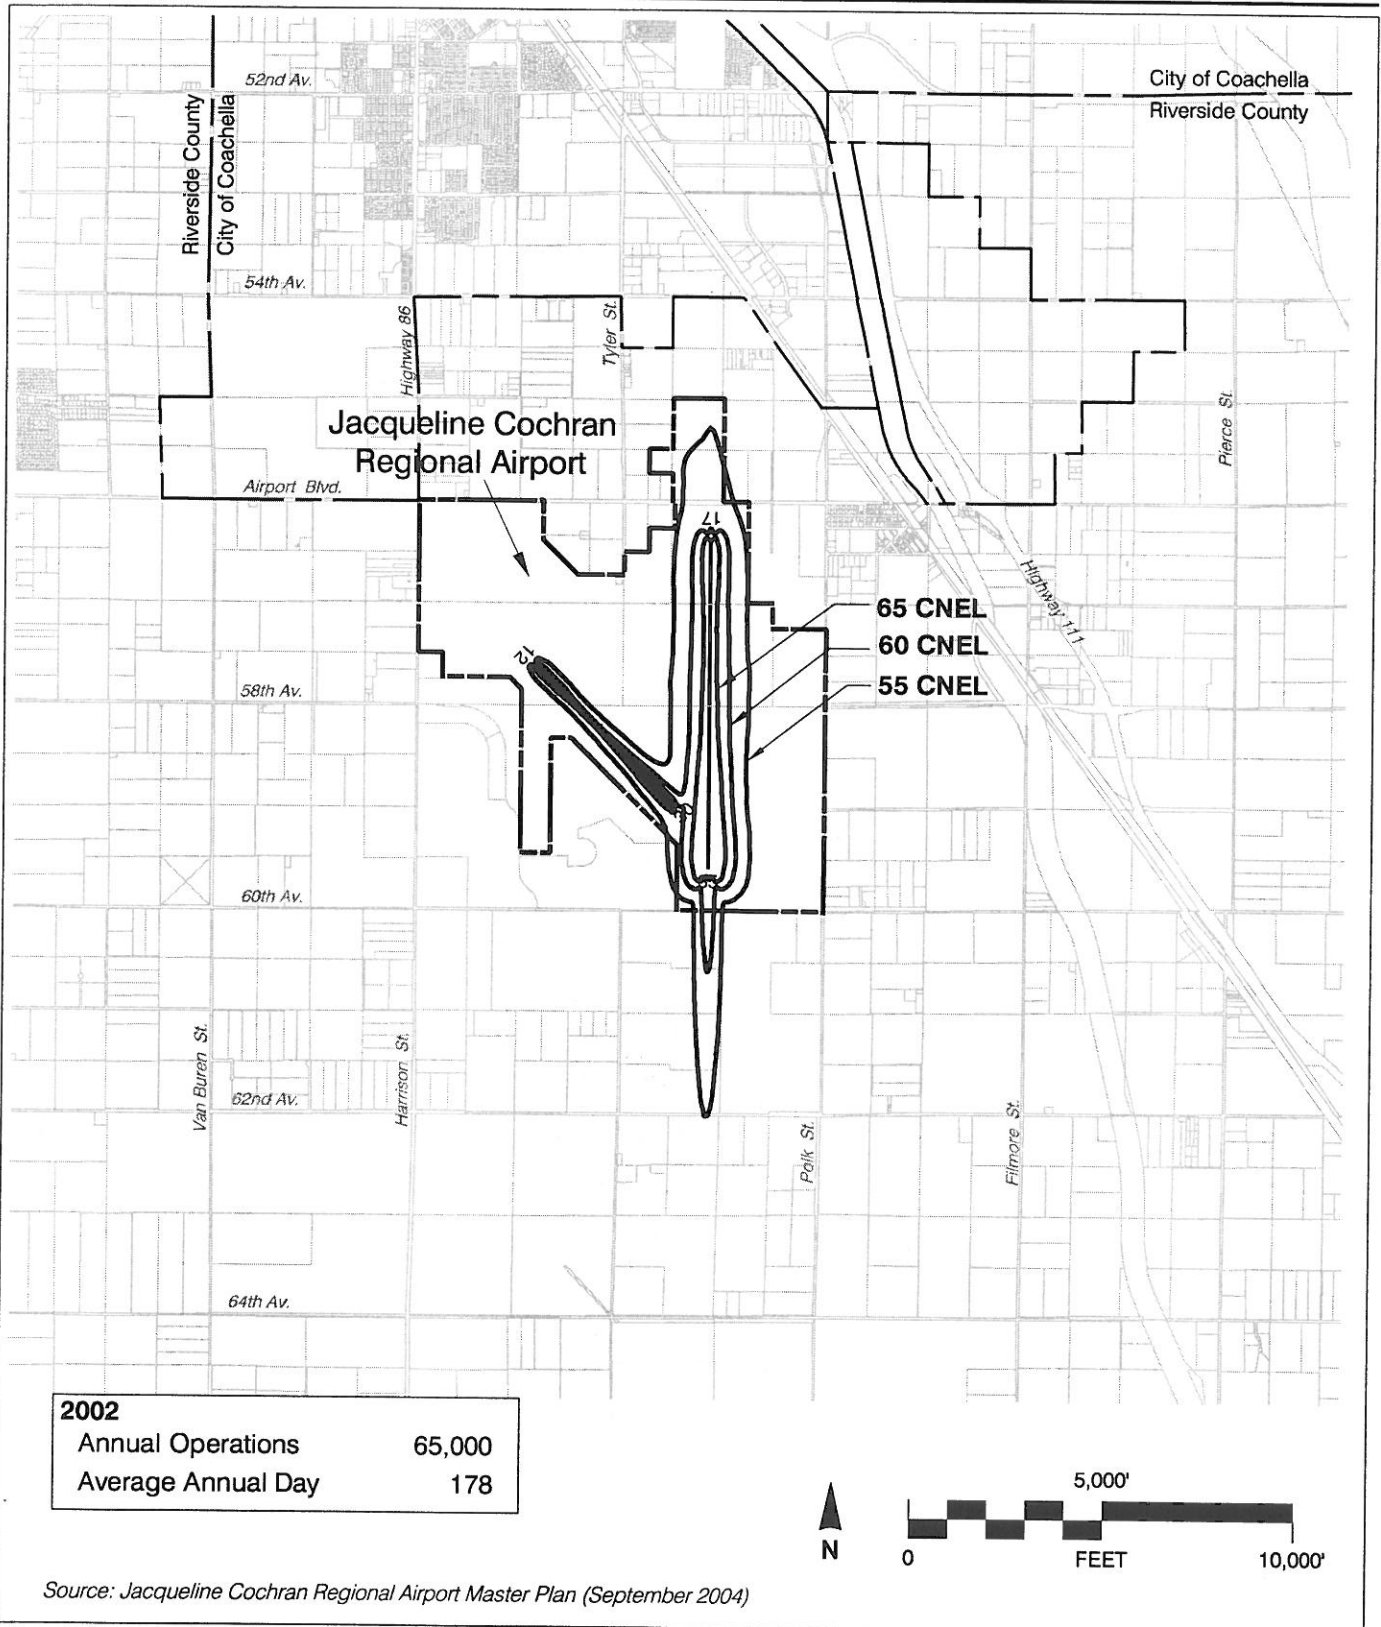 52nd Av.
City of Coachella
Riverside County
Riverside County
City of Coachella
54th Av.
Highway 86
Tyler St.
Pierce St.
Jacqueline Cochran
Regional Airport
Airport Blvd.
17
Highway 111
65 CNEL
60 CNEL
55 CNEL
12
58th Av.
60th Av.
Van Buren St.
Harrison St.
62nd Av.
Polk St.
Filmore St.
64th Av.
2002
Annual Operations 65,000
Average Annual Day 178
5,000'
N
0 FEET 10,000'
Source: Jacqueline Cochran Regional Airport Master Plan (September 2004)